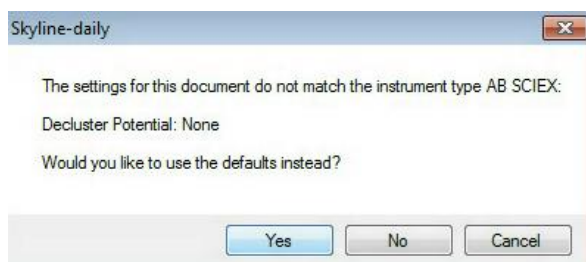 Skyline-daily
The settings for this document do not match the instrument type AB SCIEX:
Decluster Potential: None
Would you like to use the defaults instead?
Yes No Cancel